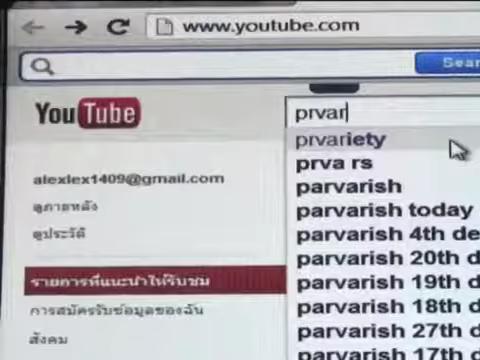 www.youtube.com
Sear
YouTube
prvar
prvariety
prva rs
parvarish
parvarish today
parvarish 4th de
parvarish 20th d
parvarish 19th d
parvarish 18th d
parvarish 27th d
parvarish 17th d
alexlex1409@gmail.com
ดูภายหลัง
ดูประวัติ
รายการที่แนะนำให้รับชม
การสมัครรับข้อมูลของฉัน
สังคม